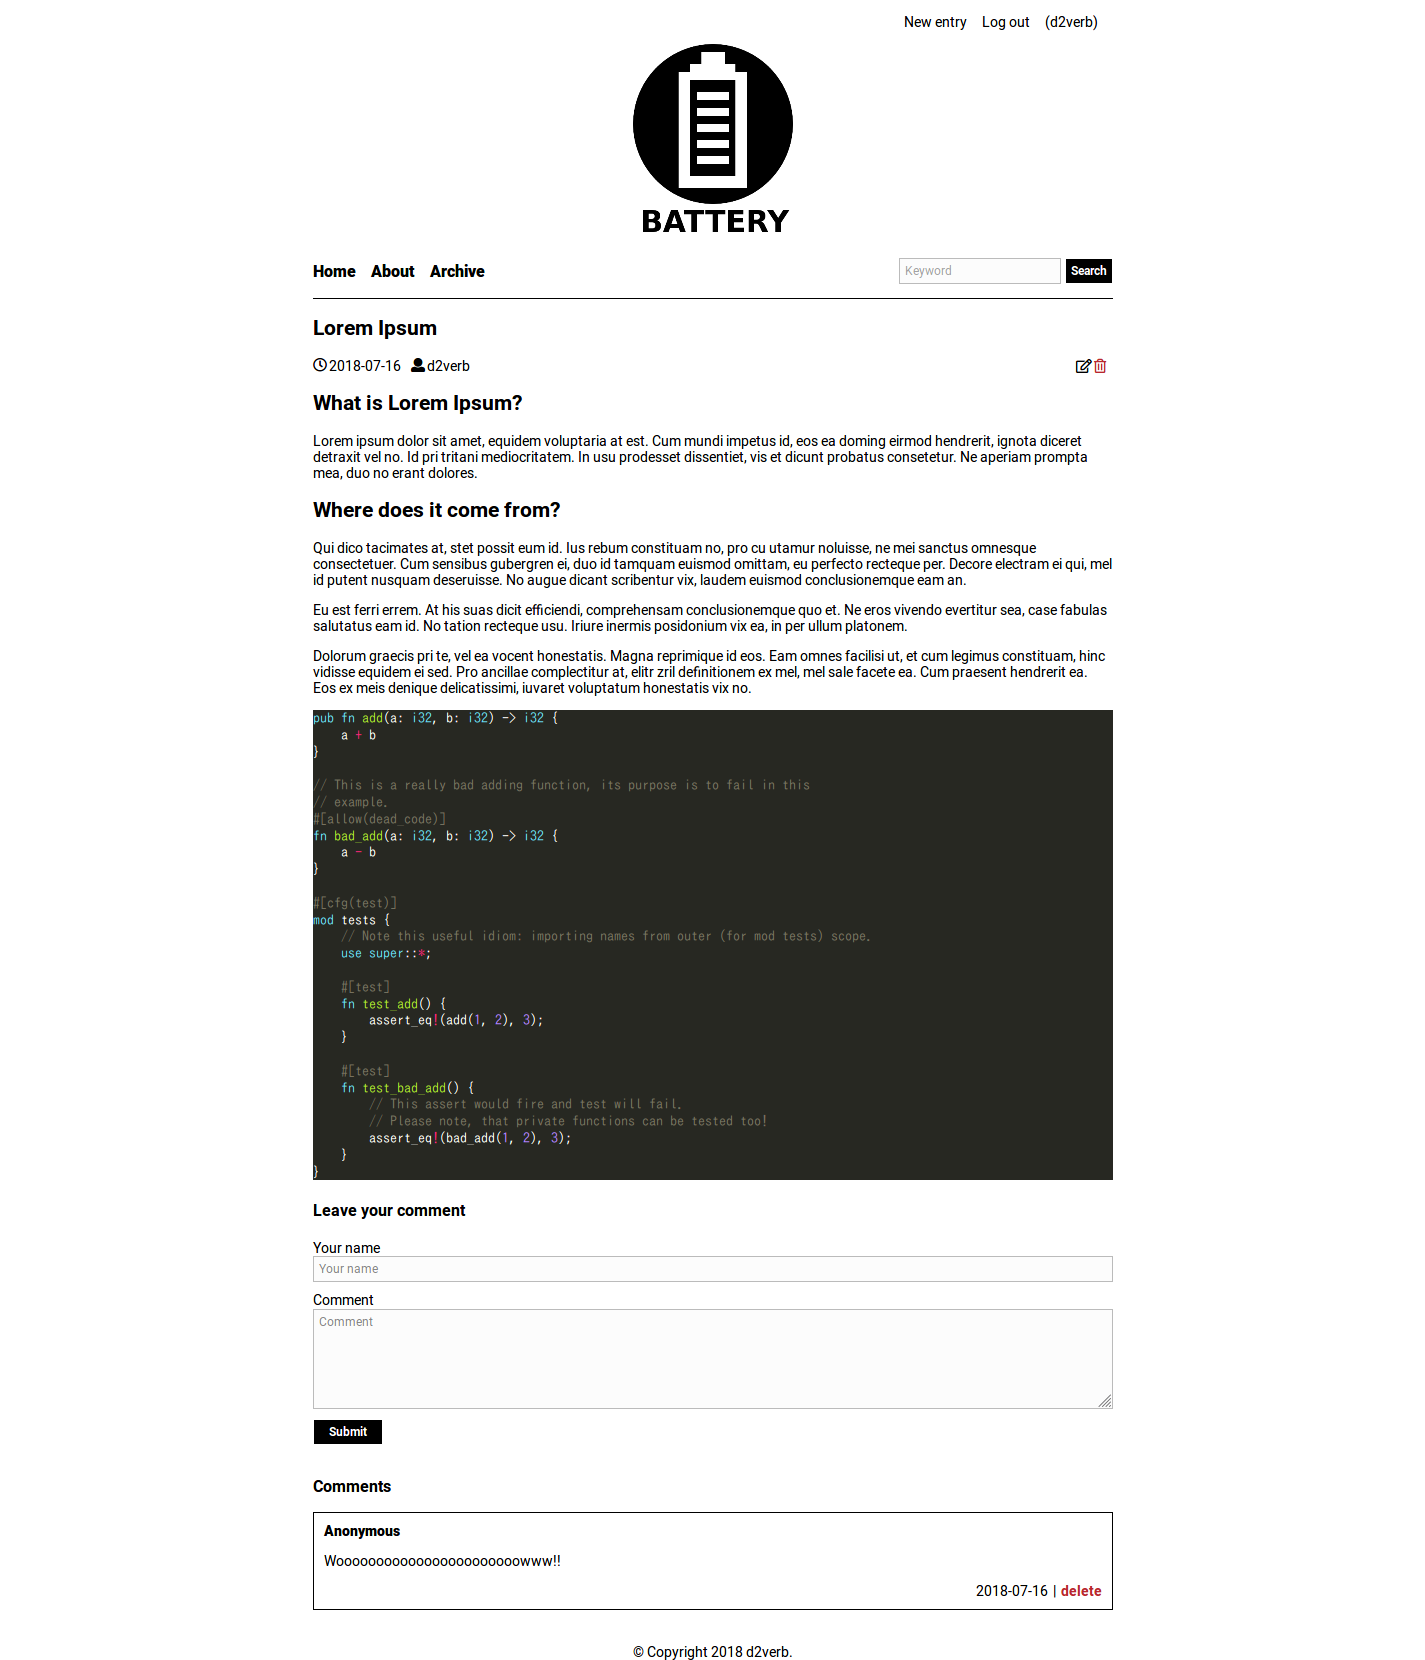 New entry Log out (d2verb)
BATTERY
Home About Archive Keyword Search
Lorem Ipsum
2018-07-16 d2verb
What is Lorem Ipsum?
Lorem ipsum dolor sit amet, equidem voluptaria at est. Cum mundi impetus id, eos ea doming eirmod hendrerit, ignota diceret
detraxit vel no. Id pri tritani mediocritatem. In usu prodesset dissentiet, vis et dicunt probatus consetetur. Ne aperiam prompta
mea, duo no erant dolores.
Where does it come from?
Qui dico tacimates at, stet possit eum id. Ius rebum constituam no, pro cu utamur noluisse, ne mei sanctus omnesque
consectetuer. Cum sensibus gubergren ei, duo id tamquam euismod omittam, eu perfecto recteque per. Decore electram ei qui, mel
id putent nusquam deseruisse. No augue dicant scribentur vix, laudem euismod conclusionemque eam an.
Eu est ferri errem. At his suas dicit efficiendi, comprehensam conclusionemque quo et. Ne eros vivendo evertitur sea, case fabulas
salutatus eam id. No tation recteque usu. Iriure inermis posidonium vix ea, in per ullum platonem.
Dolorum graecis pri te, vel ea vocent honestatis. Magna reprimique id eos. Eam omnes facilisi ut, et cum legimus constituam, hinc
vidisse equidem ei sed. Pro ancillae complectitur at, elitr zril definitionem ex mel, mel sale facete ea. Cum praesent hendrerit ea.
Eos ex meis denique delicatissimi, iuvaret voluptatum honestatis vix no.
pub fn add(a: i32, b: i32) -> i32 {
    a + b
}
// This is a really bad adding function, its purpose is to fail in this
// example.
#[allow(dead_code)]
fn bad_add(a: i32, b: i32) -> i32 {
    a - b
}
#[cfg(test)]
mod tests {
    // Note this useful idiom: importing names from outer (for mod tests) scope.
    use super::*;
    #[test]
    fn test_add() {
        assert_eq!(add(1, 2), 3);
    }
    #[test]
    fn test_bad_add() {
        // This assert would fire and test will fail.
        // Please note, that private functions can be tested too!
        assert_eq!(bad_add(1, 2), 3);
    }
}
Leave your comment
Your name
Your name
Comment
Comment
Submit
Comments
Anonymous
Wooooooooooooooooooooooowww!!
2018-07-16 | delete
© Copyright 2018 d2verb.